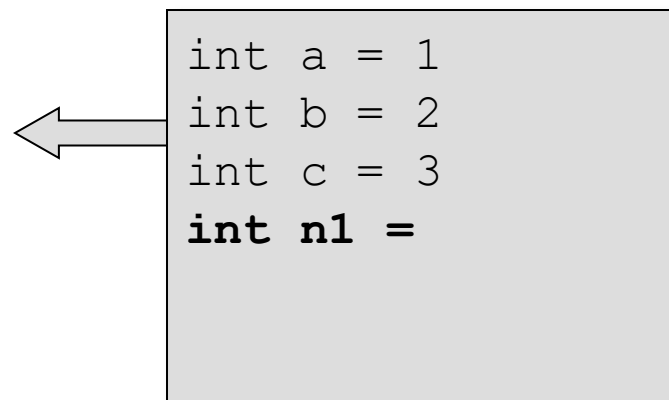 int a = 1
int b = 2
int c = 3
int n1 =